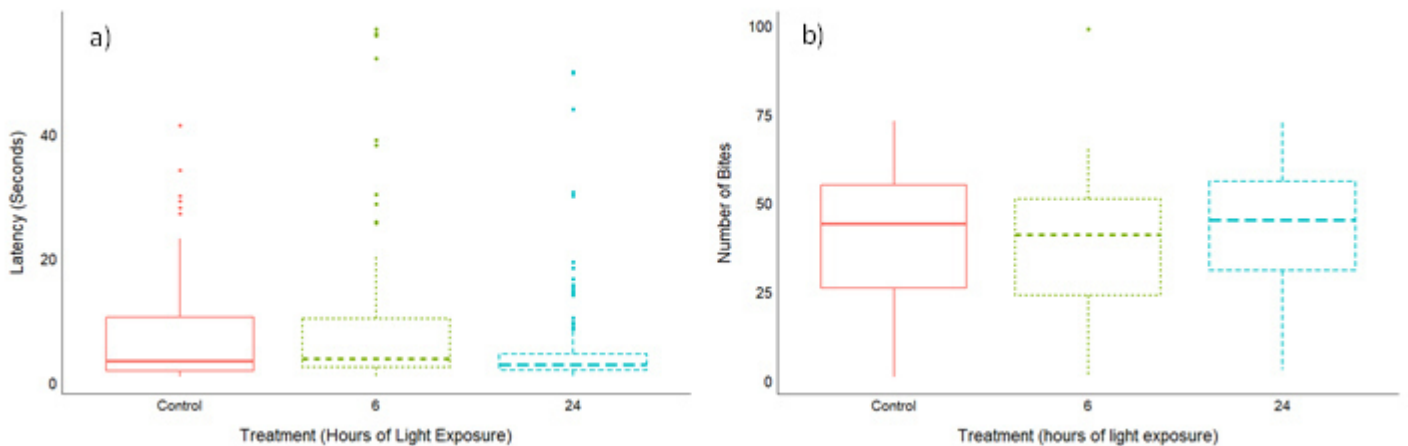 a)
Latency (Seconds)
40
20
0
Control
6
24
Treatment (Hours of Light Exposure)
b)
Number of Bites
100
75
50
25
0
Control
6
24
Treatment (hours of light exposure)